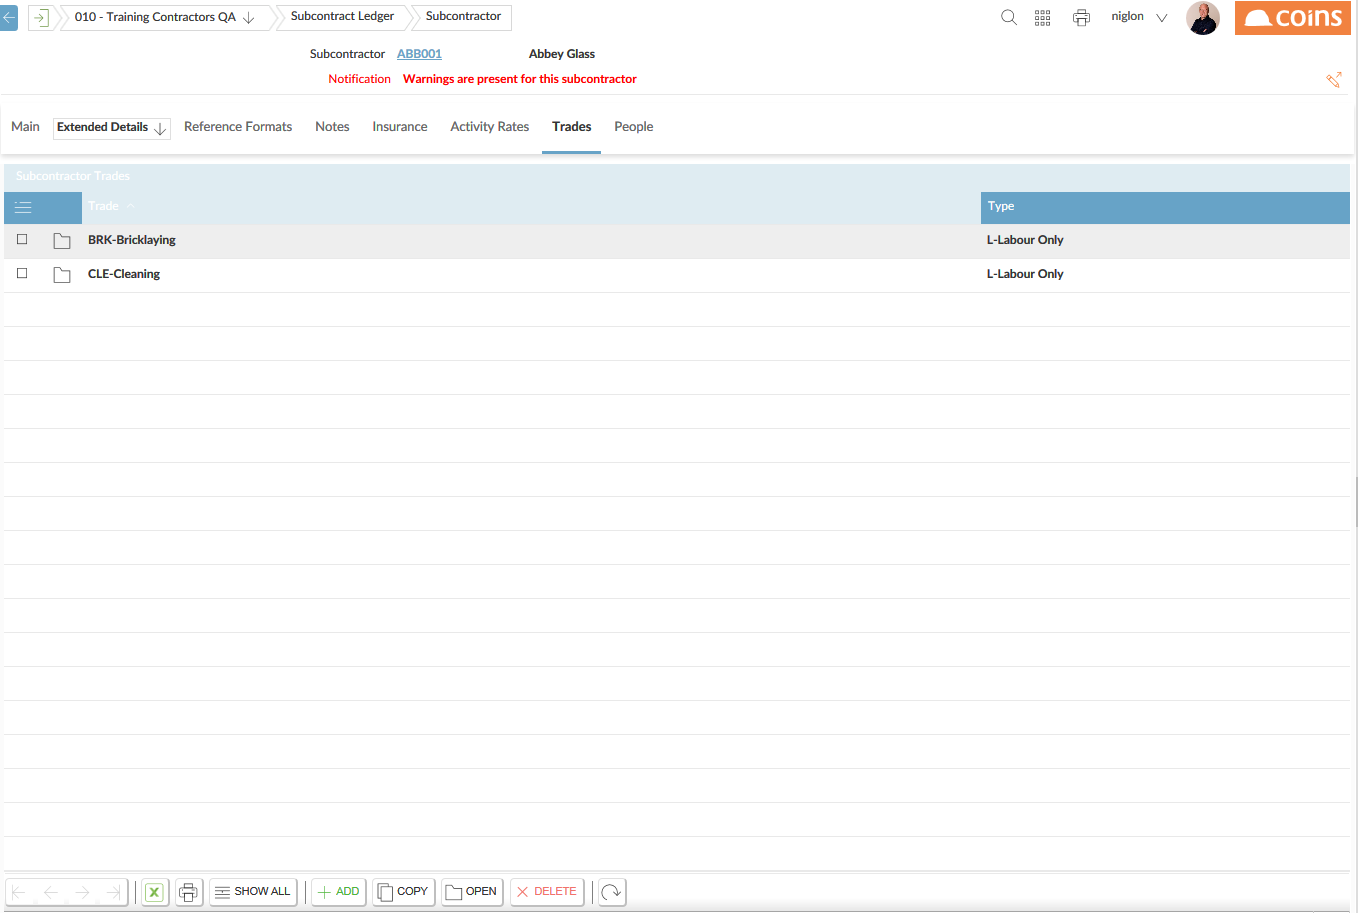 010 - Training Contractors QA
Subcontract Ledger
Subcontractor
niglon
coins
Subcontractor ABB001 Abbey Glass
Notification Warnings are present for this subcontractor
Main Extended Details Reference Formats Notes Insurance Activity Rates Trades People
Subcontractor Trades
Trade Type
BRK-Bricklaying L-Labour Only
CLE-Cleaning L-Labour Only
SHOW ALL ADD COPY OPEN DELETE